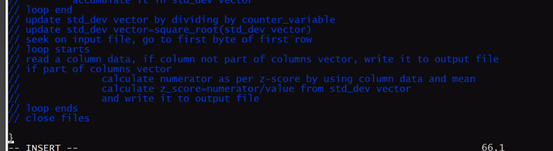 //         accumulate it in std_dev vector
// loop end
// update std_dev vector by dividing by counter_variable
// update std_dev vector=square_root(std_dev vector)
// seek on input file, go to first byte of first row
// loop starts
// read a column data, if column not part of columns vector, write it to output file
// if part of columns vector
//              calculate numerator as per z-score by using column data and mean
//              calculate z_score=numerator/value from std_dev vector
//              and write it to output file
// loop ends
// close files
}
-- INSERT -- 66,1